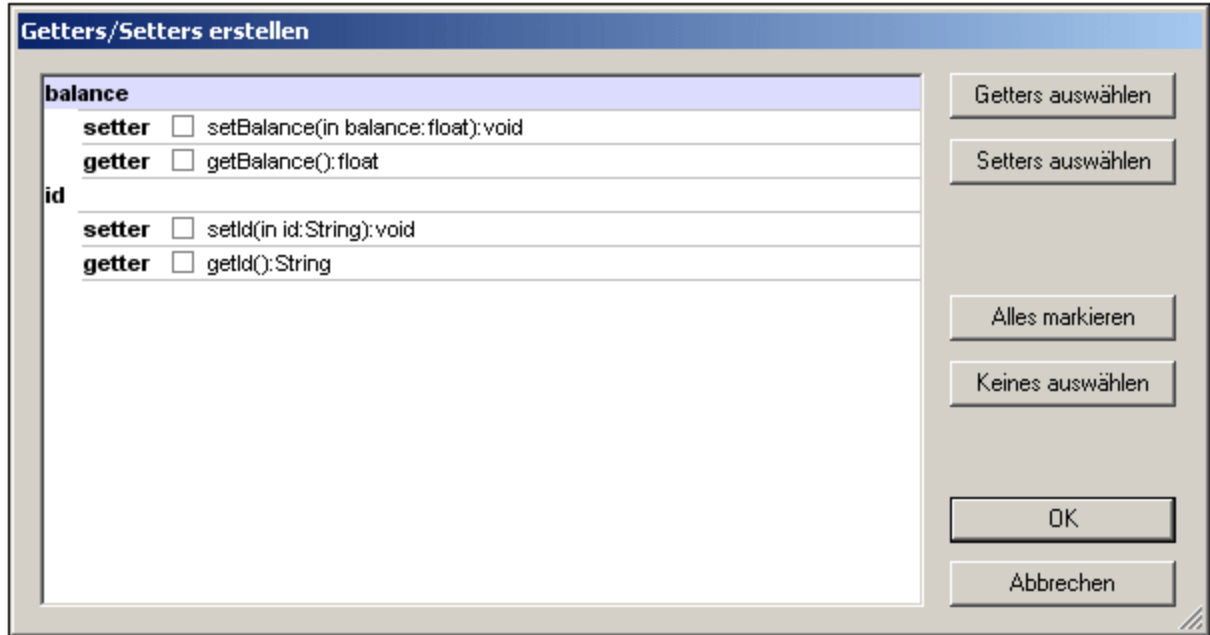 Getters/Setters erstellen
balance
setter setBalance(in balance:float):void
getter getBalance():float
id
setter setId(in id:String):void
getter getId():String
Getters auswählen
Setters auswählen
Alles markieren
Keines auswählen
OK
Abbrechen